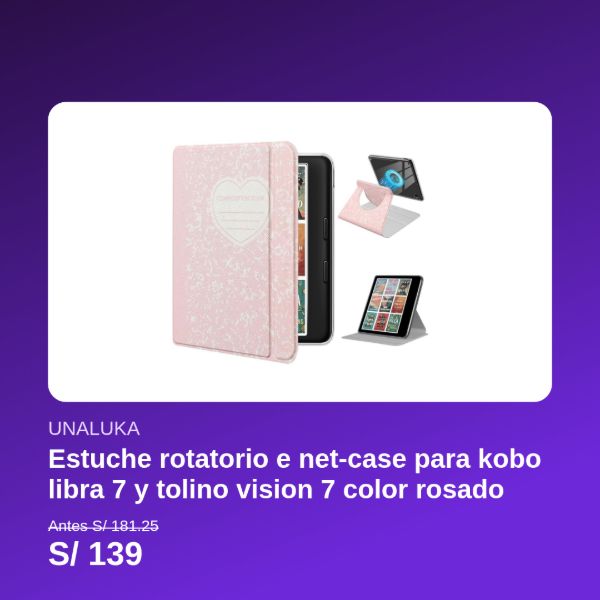 UNALUKA
Estuche rotatorio e net-case para kobo
libra 7 y tolino vision 7 color rosado
Antes S/ 181.25
S/ 139